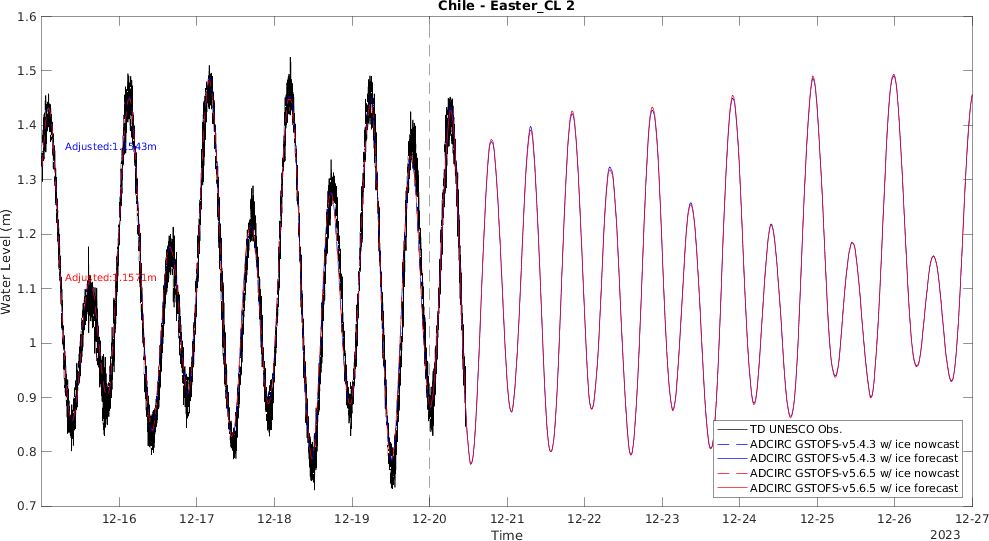 Chile - Easter_CL 2
1.6
1.5
1.4
1.3
1.2
1.1
1
0.9
0.8
0.7
Water Level (m)
Adjusted:1.1543m
Adjusted:1.1571m
TD UNESCO Obs.
ADCIRC GSTOFS-v5.4.3 w/ ice nowcast
ADCIRC GSTOFS-v5.4.3 w/ ice forecast
ADCIRC GSTOFS-v5.6.5 w/ ice nowcast
ADCIRC GSTOFS-v5.6.5 w/ ice forecast
12-16 12-17 12-18 12-19 12-20 12-21 12-22 12-23 12-24 12-25 12-26 12-27
Time
2023